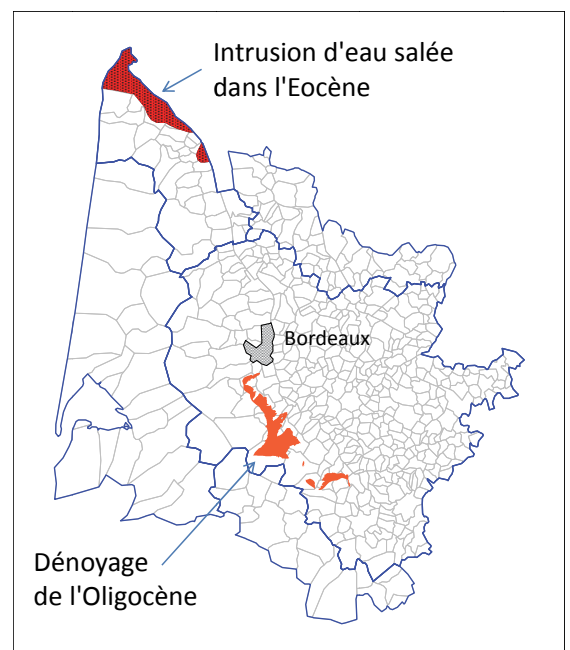 Intrusion d'eau salée
dans l'Eocène
Bordeaux
Dénoyage
de l'Oligocène